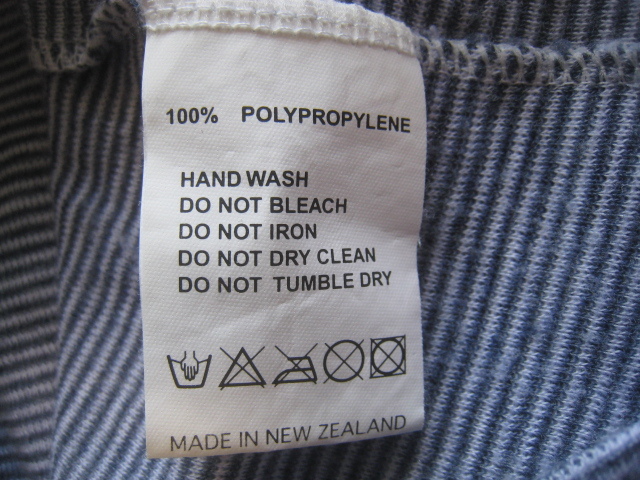 100% POLYPROPYLENE
HAND WASH
DO NOT BLEACH
DO NOT IRON
DO NOT DRY CLEAN
DO NOT TUMBLE DRY
MADE IN NEW ZEALAND